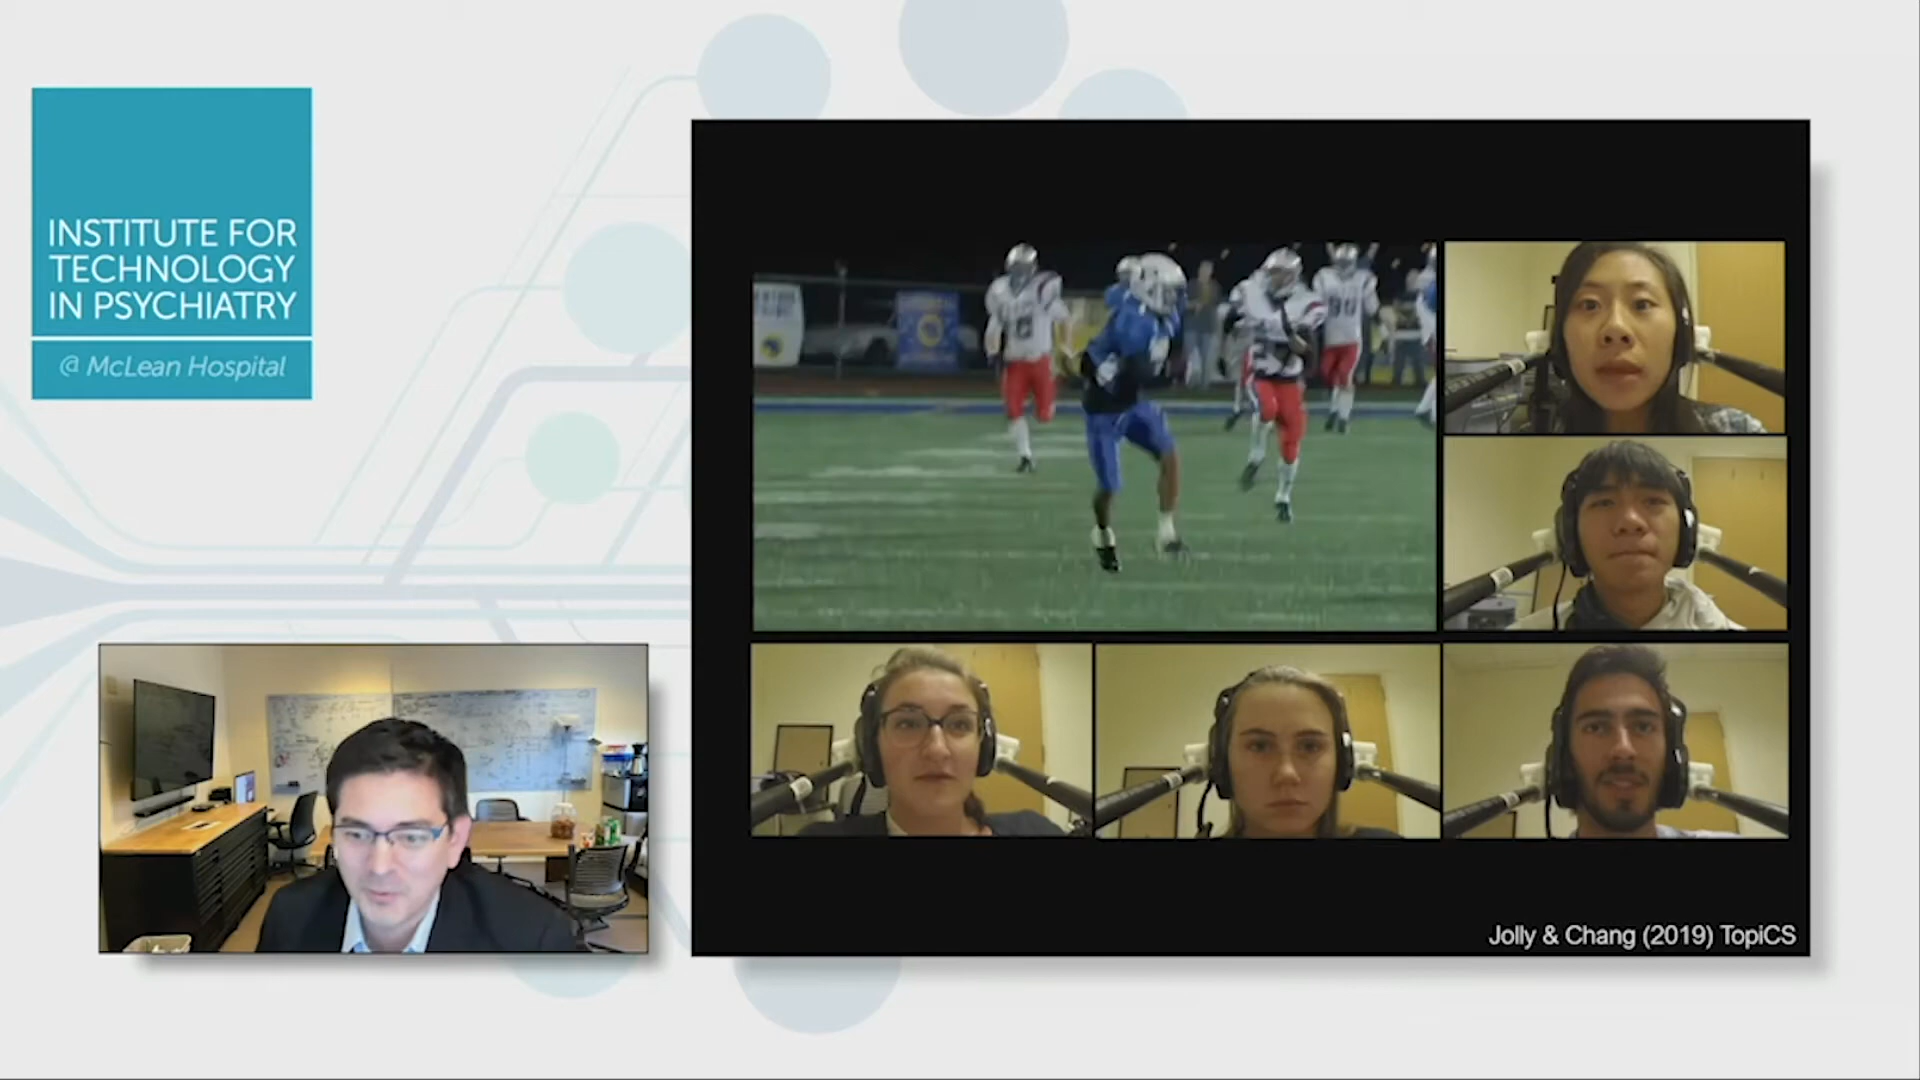 INSTITUTE FOR
TECHNOLOGY
IN PSYCHIATRY
@ McLean Hospital
Jolly & Chang (2019) TopiCS